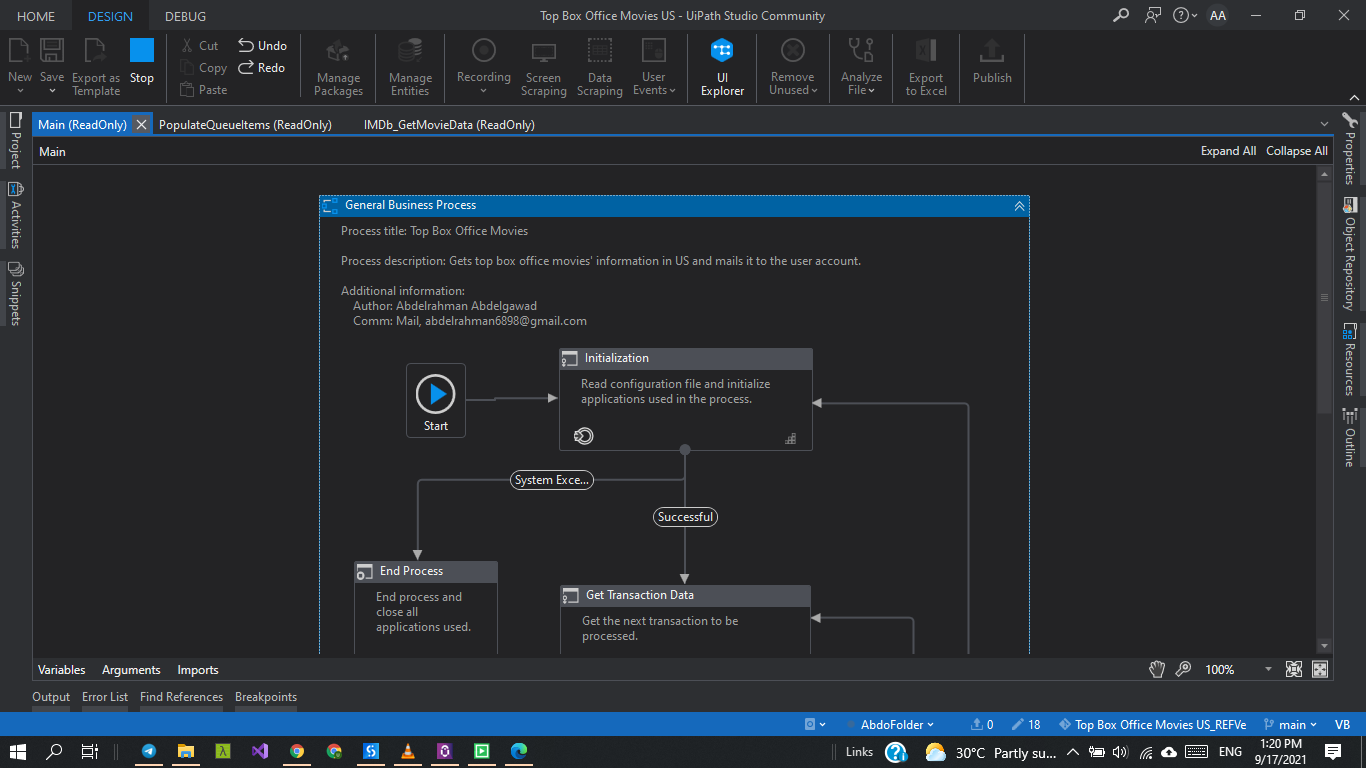 HOME DESIGN DEBUG
Top Box Office Movies US - UiPath Studio Community
AA
New
Save
Export as
Template
Stop
Cut
Copy
Paste
Undo
Redo
Manage
Packages
Manage
Entities
Recording
Screen
Scraping
Data
Scraping
User
Events
UI
Explorer
Remove
Unused
Analyze
File
Export
to Excel
Publish
Main (ReadOnly) PopulateQueueItems (ReadOnly) IMDb_GetMovieData (ReadOnly)
Main
Expand All Collapse All
Project
Activities
Snippets
General Business Process
Process title: Top Box Office Movies
Process description: Gets top box office movies' information in US and mails it to the user account.
Additional information:
Author: Abdelrahman Abdelgawad
Comm: Mail, abdelrahman6898@gmail.com
Start
Initialization
Read configuration file and initialize
applications used in the process.
System Exce...
Successful
End Process
End process and
close all
applications used.
Get Transaction Data
Get the next transaction to be
processed.
Properties
Object Repository
Resources
Outline
Variables Arguments Imports
100%
Output Error List Find References Breakpoints
AbdoFolder 0 18 Top Box Office Movies US_REFVe main VB
Links 30°C Partly su... ENG
1:20 PM
9/17/2021